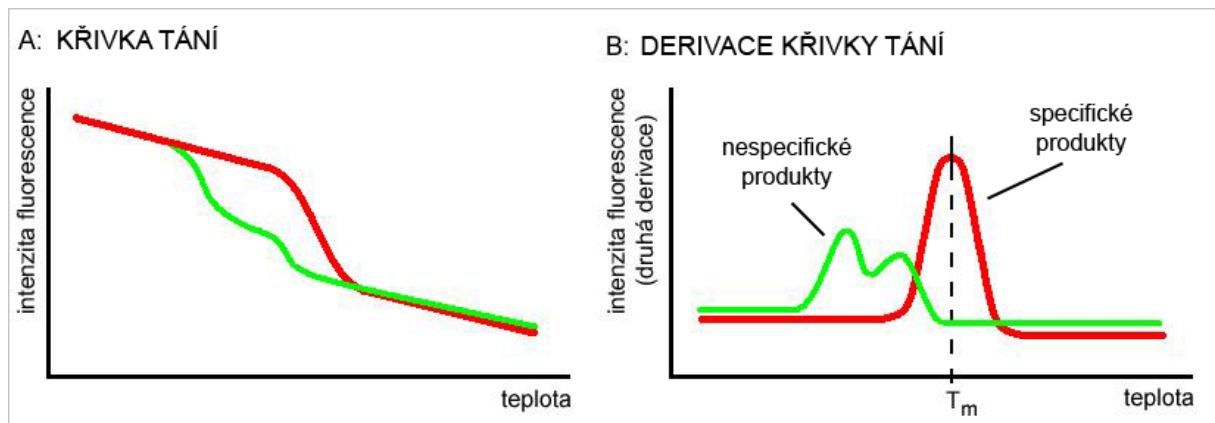 A: KŘIVKA TÁNÍ
intenzita fluorescence
teplota
B: DERIVACE KŘIVKY TÁNÍ
intenzita fluorescence
(druhá derivace)
nespecifické
produkty
specifické
produkty
Tm
teplota